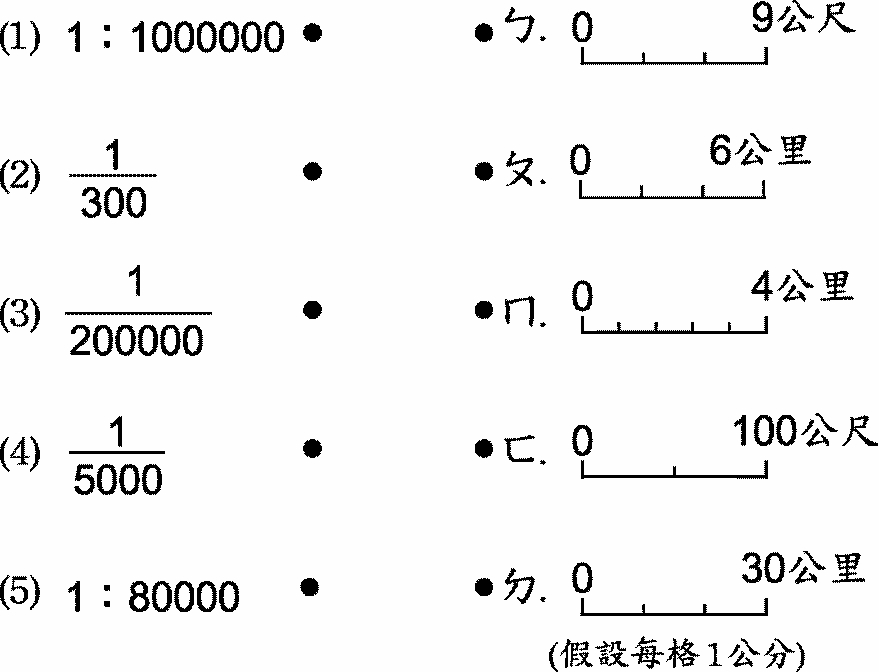 (1) 1：1000000 ● ● ㄅ. 0 9公尺
(2) 1/300 ● ● ㄆ. 0 6公里
(3) 1/200000 ● ● ㄇ. 0 4公里
(4) 1/5000 ● ● ㄈ. 0 100公尺
(5) 1：80000 ● ● ㄉ. 0 30公里
(假設每格1公分)